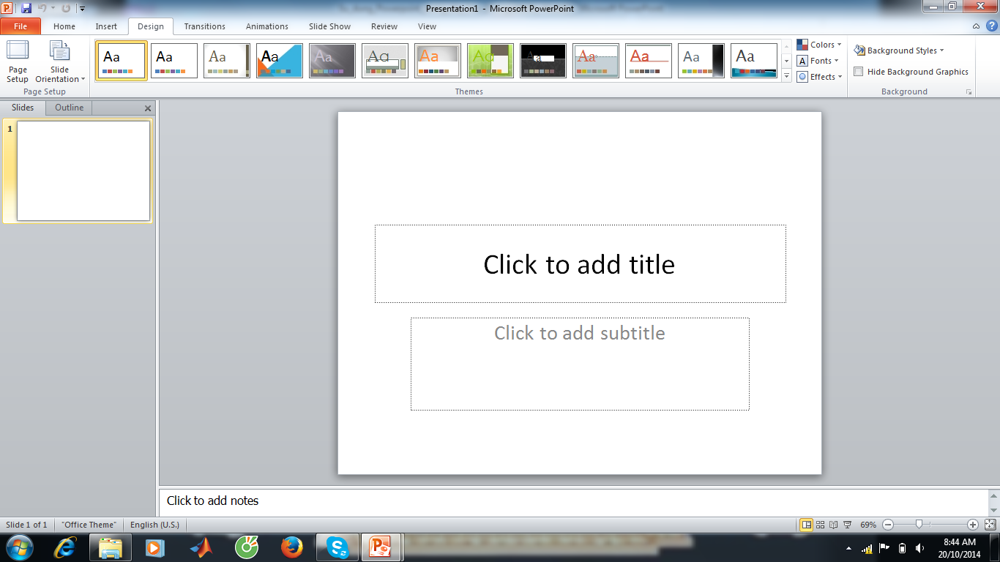 Presentation1 - Microsoft PowerPoint
File Home Insert Design Transitions Animations Slide Show Review View
Page Setup
Slide Orientation
Aa Aa Aa Aa Aa Aa Aa Aa Aa Aa Aa Aa Aa
Colors
Fonts
Effects
Background Styles
Hide Background Graphics
Page Setup Themes Background
Slides Outline
1
Click to add title
Click to add subtitle
Click to add notes
Slide 1 of 1 "Office Theme" English (U.S.) 69%
8:44 AM
20/10/2014